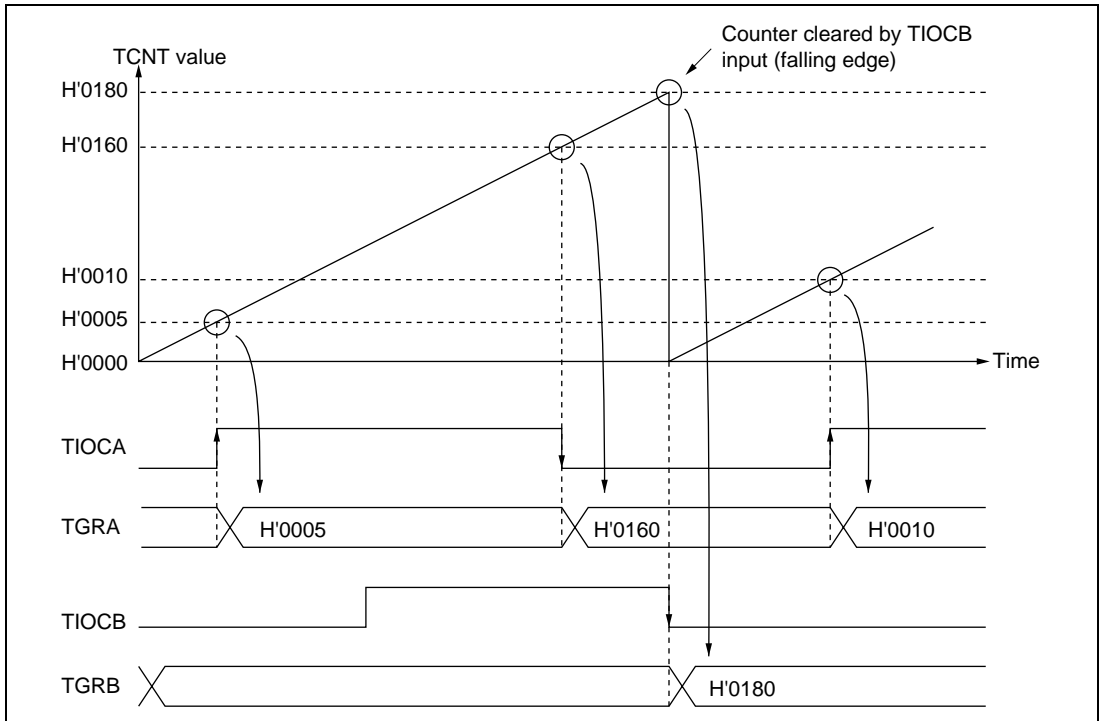 Counter cleared by TIOCB
input (falling edge)
TCNT value
H'0180
H'0160
H'0010
H'0005
H'0000
Time
TIOCA
TGRA
H'0005
H'0160
H'0010
TIOCB
TGRB
H'0180